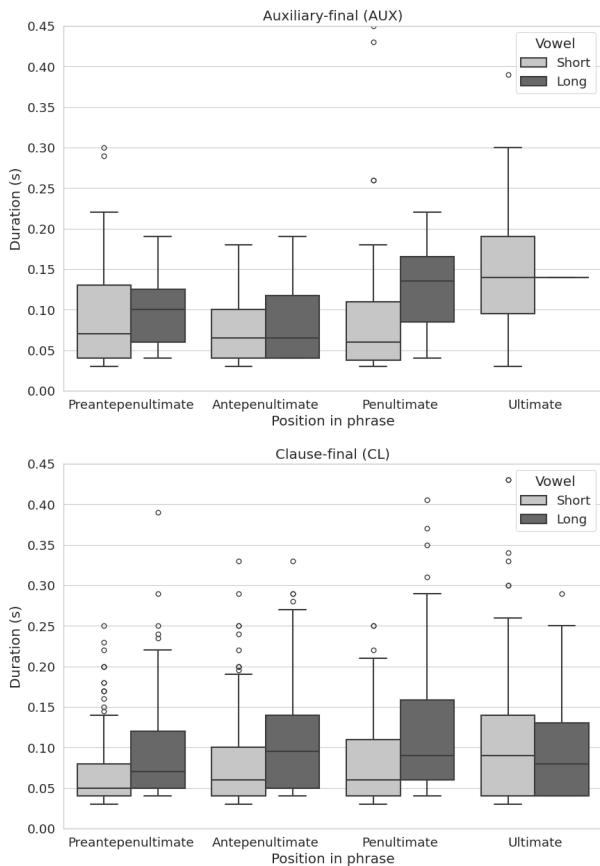 Auxiliary-final (AUX)
Vowel
Short
Long
0.45
0.40
0.35
0.30
0.25
0.20
0.15
0.10
0.05
0.00
Duration (s)
Preantepenultimate Antepenultimate Penultimate Ultimate
Position in phrase
Clause-final (CL)
Vowel
Short
Long
0.45
0.40
0.35
0.30
0.25
0.20
0.15
0.10
0.05
0.00
Duration (s)
Preantepenultimate Antepenultimate Penultimate Ultimate
Position in phrase